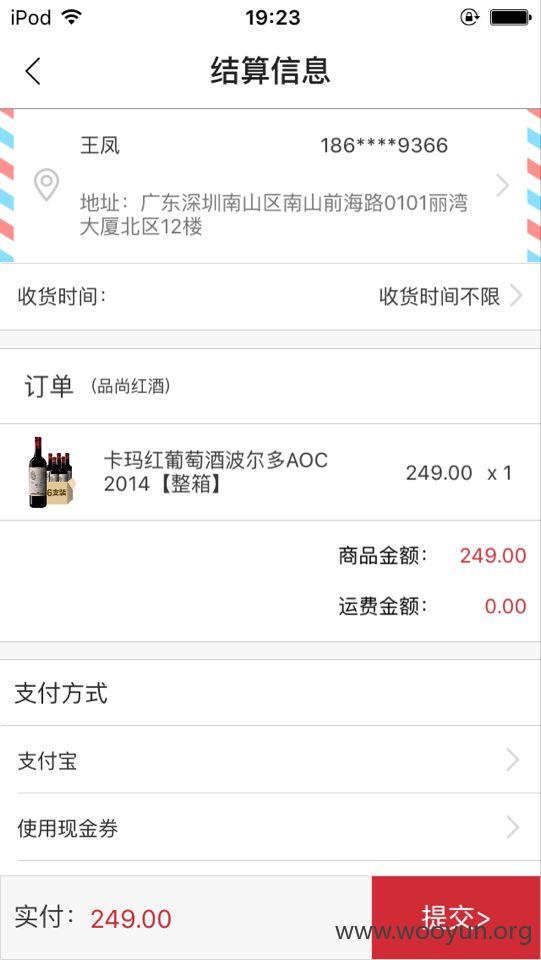 iPod 19:23
结算信息
王凤 186****9366
地址：广东深圳南山区南山前海路0101丽湾
大厦北区12楼
收货时间： 收货时间不限
订单 （品尚红酒）
卡玛红葡萄酒波尔多AOC
2014【整箱】
249.00 x 1
6支装
商品金额： 249.00
运费金额： 0.00
支付方式
支付宝
使用现金券
实付：249.00
提交>
www.wooyun.org